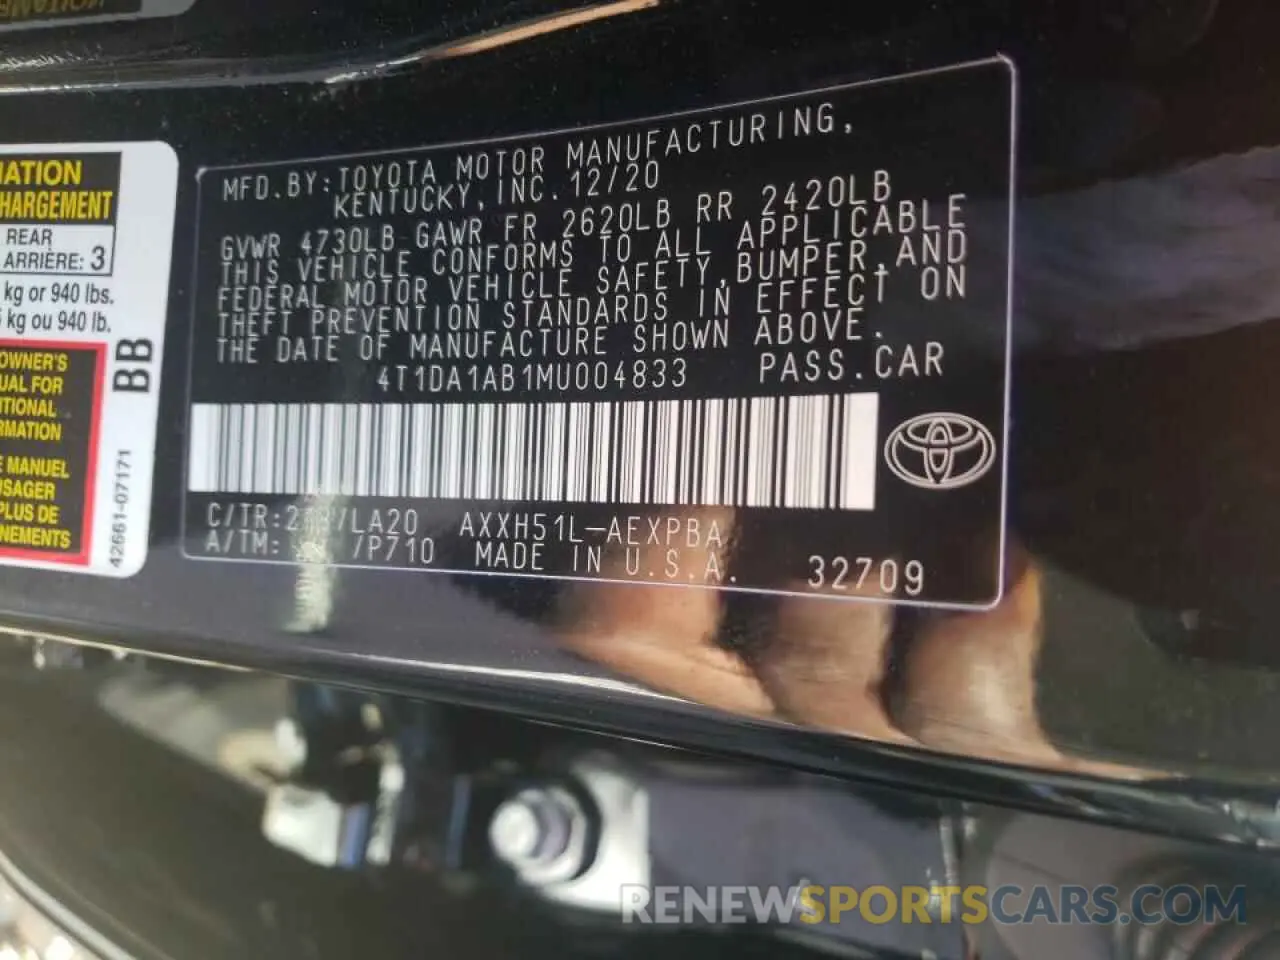 MFD.BY:TOYOTA MOTOR MANUFACTURING,
KENTUCKY,INC.12/20
GVWR 4730LB GAWR FR 2620LB RR 2420LB
THIS VEHICLE CONFORMS TO ALL APPLICABLE
FEDERAL MOTOR VEHICLE SAFETY,BUMPER,AND
THEFT PREVENTION STANDARDS IN EFFECT ON
THE DATE OF MANUFACTURE SHOWN ABOVE.
4T1DA1AB1MU004833 PASS.CAR
/LA20 AXXH51L-AEXPBA
C/TR:
A/TM: /P710 MADE IN U.S.A. 32709
HARGEMENT
REAR
ARRIÈRE: 3
kg or 940 lbs.
kg ou 940 lb.
OWNER'S
UAL FOR
ITIONAL
RMATION
E MANUEL
USAGER
PLUS DE
NEMENTS
BB
42661-07171
RENEWSPORTSCARS.COM